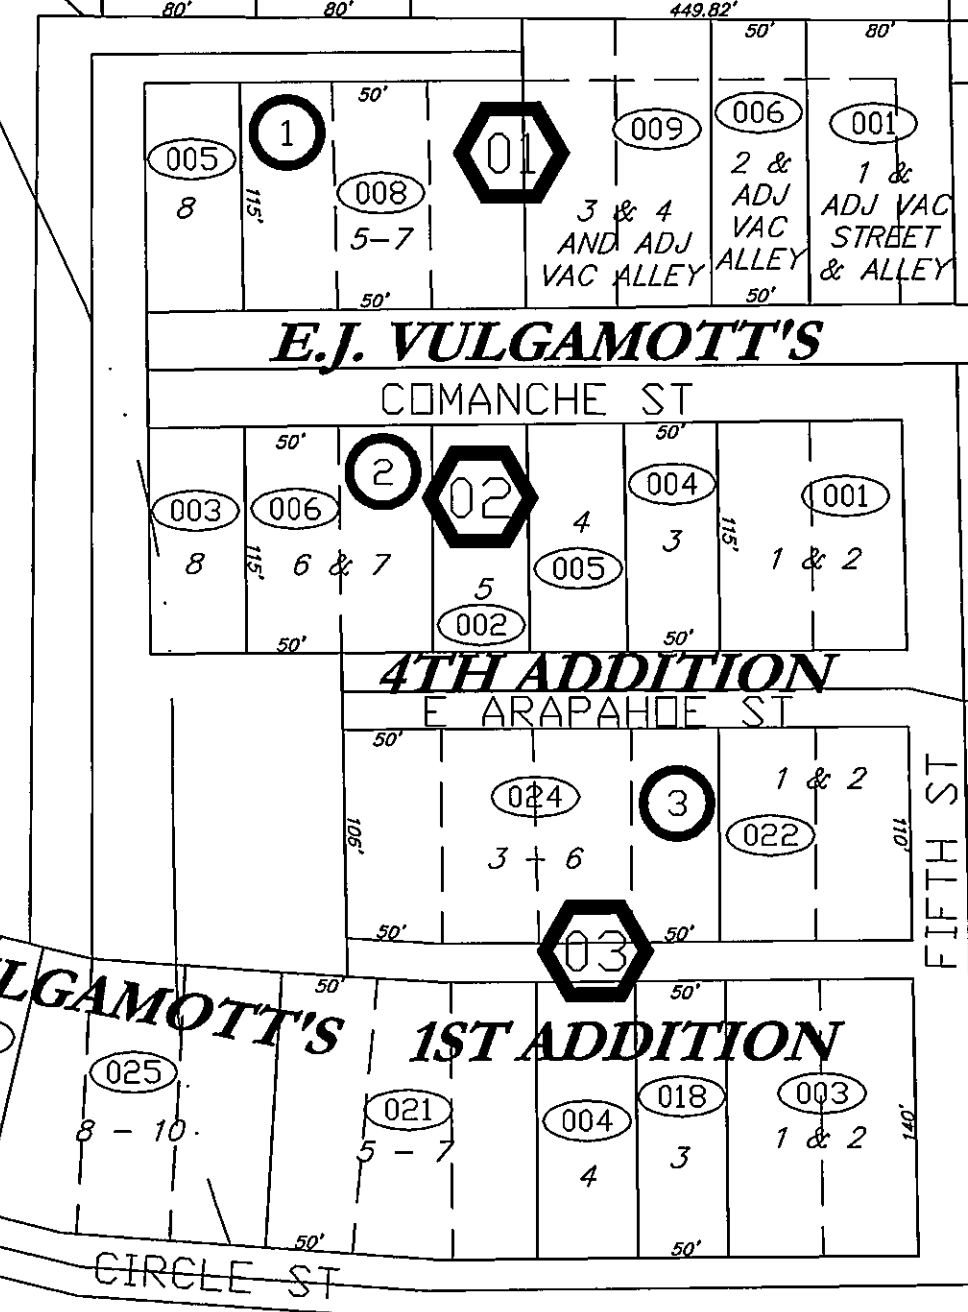 80' 80' 449.82'
50' 80'
50'
1 01 009 006 001
005
8 115' 008 5-7
3 & 4
AND ADJ
VAC ALLEY
2 &
ADJ
VAC
ALLEY
1 &
ADJ VAC
STREET
& ALLEY
50' 50'
E.J. VULGAMOTT'S
COMANCHE ST
50' 50'
2 02 004 001
003 006
8 115' 6 & 7
4
005
3 115' 1 & 2
5
002
50' 50'
4TH ADDITION
E ARAPAHOE ST
50'
024 3 1 & 2
022
106' 3 - 6 110'
FIFTH ST
50' 03 50'
LGAMOTT'S
50' 50'
1ST ADDITION
025
8 - 10
021
5 - 7
004
4
018
3
003
1 & 2
140'
50' 50'
CIRCLE ST